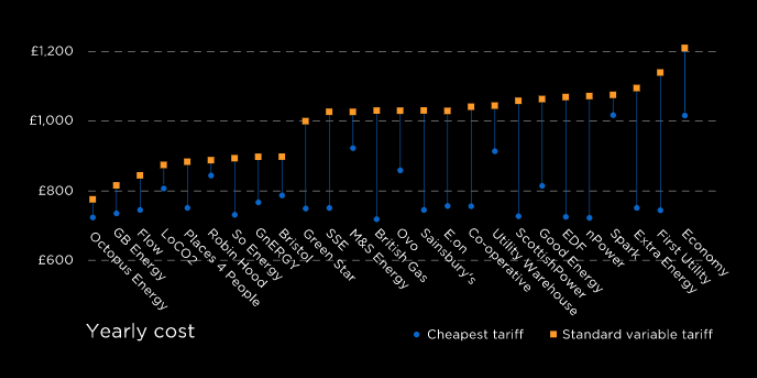 £1,200
£1,000
£800
£600
Octopus Energy
GB Energy
Flow
LoCO2
Places 4 People
Robin Hood
So Energy
GnERGY
Bristol
Green Star
SSE
M&S Energy
British Gas
Ovo
Sainsbury's
E.on
Co-operative
Utility Warehouse
ScottishPower
Good Energy
EDF
nPower
Spark
Extra Energy
First Utility
Economy
Yearly cost
Cheapest tariff
Standard variable tariff